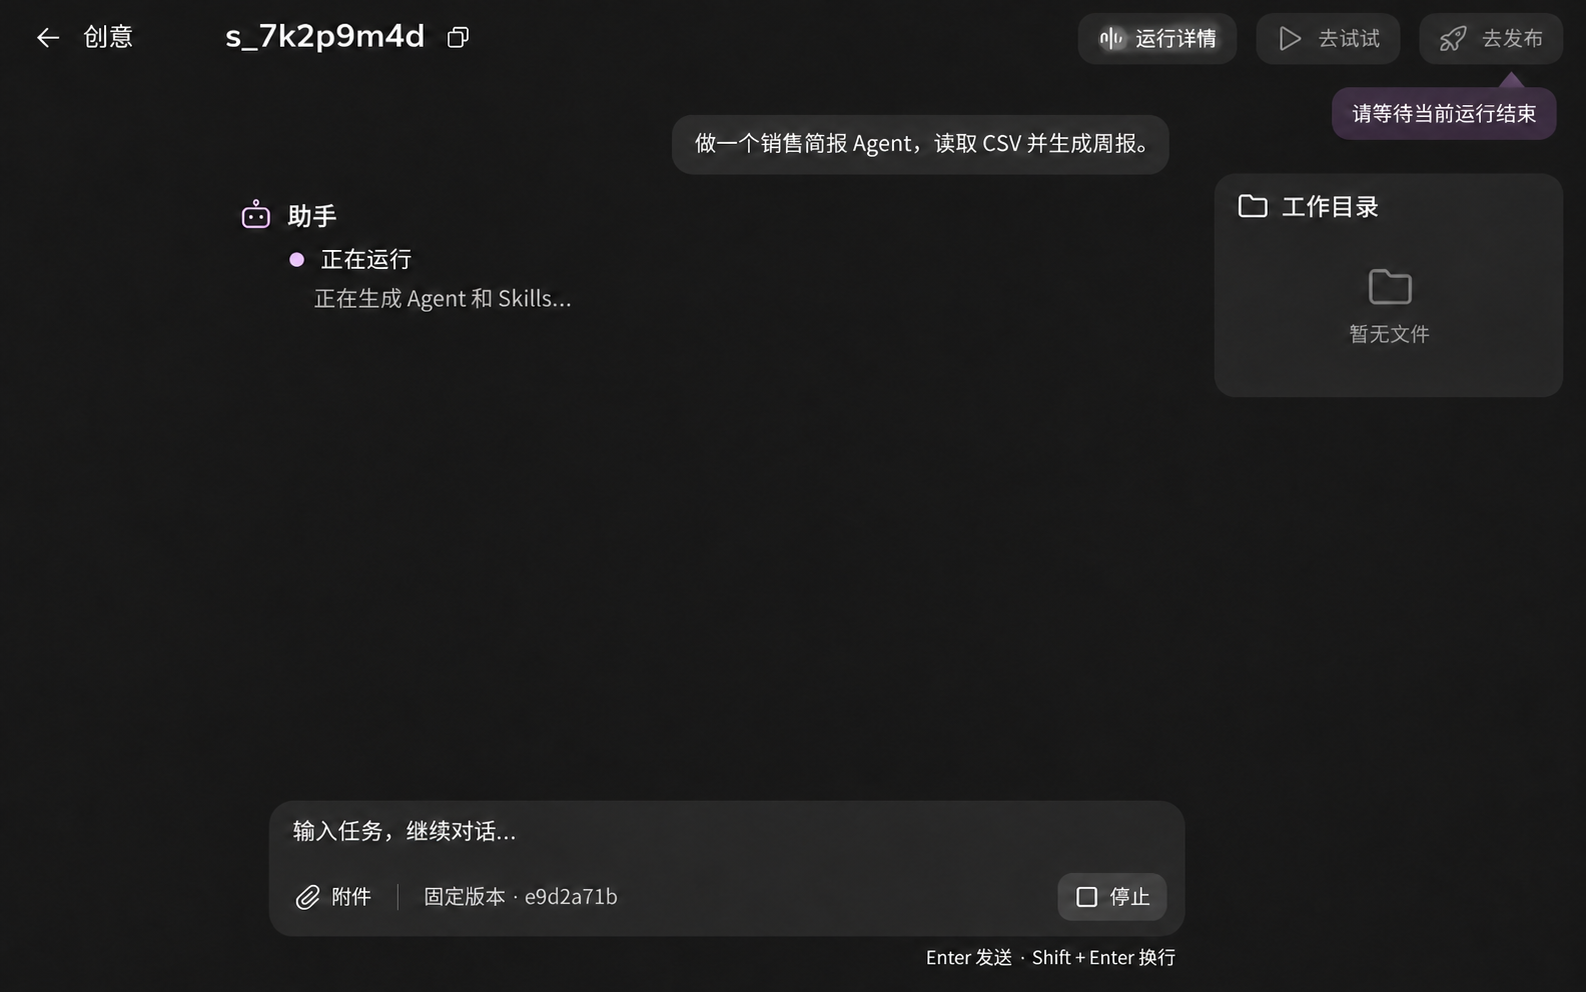 创意
s_7k2p9m4d
运行详情
去试试
去发布
请等待当前运行结束
做一个销售简报 Agent，读取 CSV 并生成周报。
助手
正在运行
正在生成 Agent 和 Skills...
工作目录
暂无文件
输入任务，继续对话...
附件
固定版本 · e9d2a71b
停止
Enter 发送 · Shift + Enter 换行